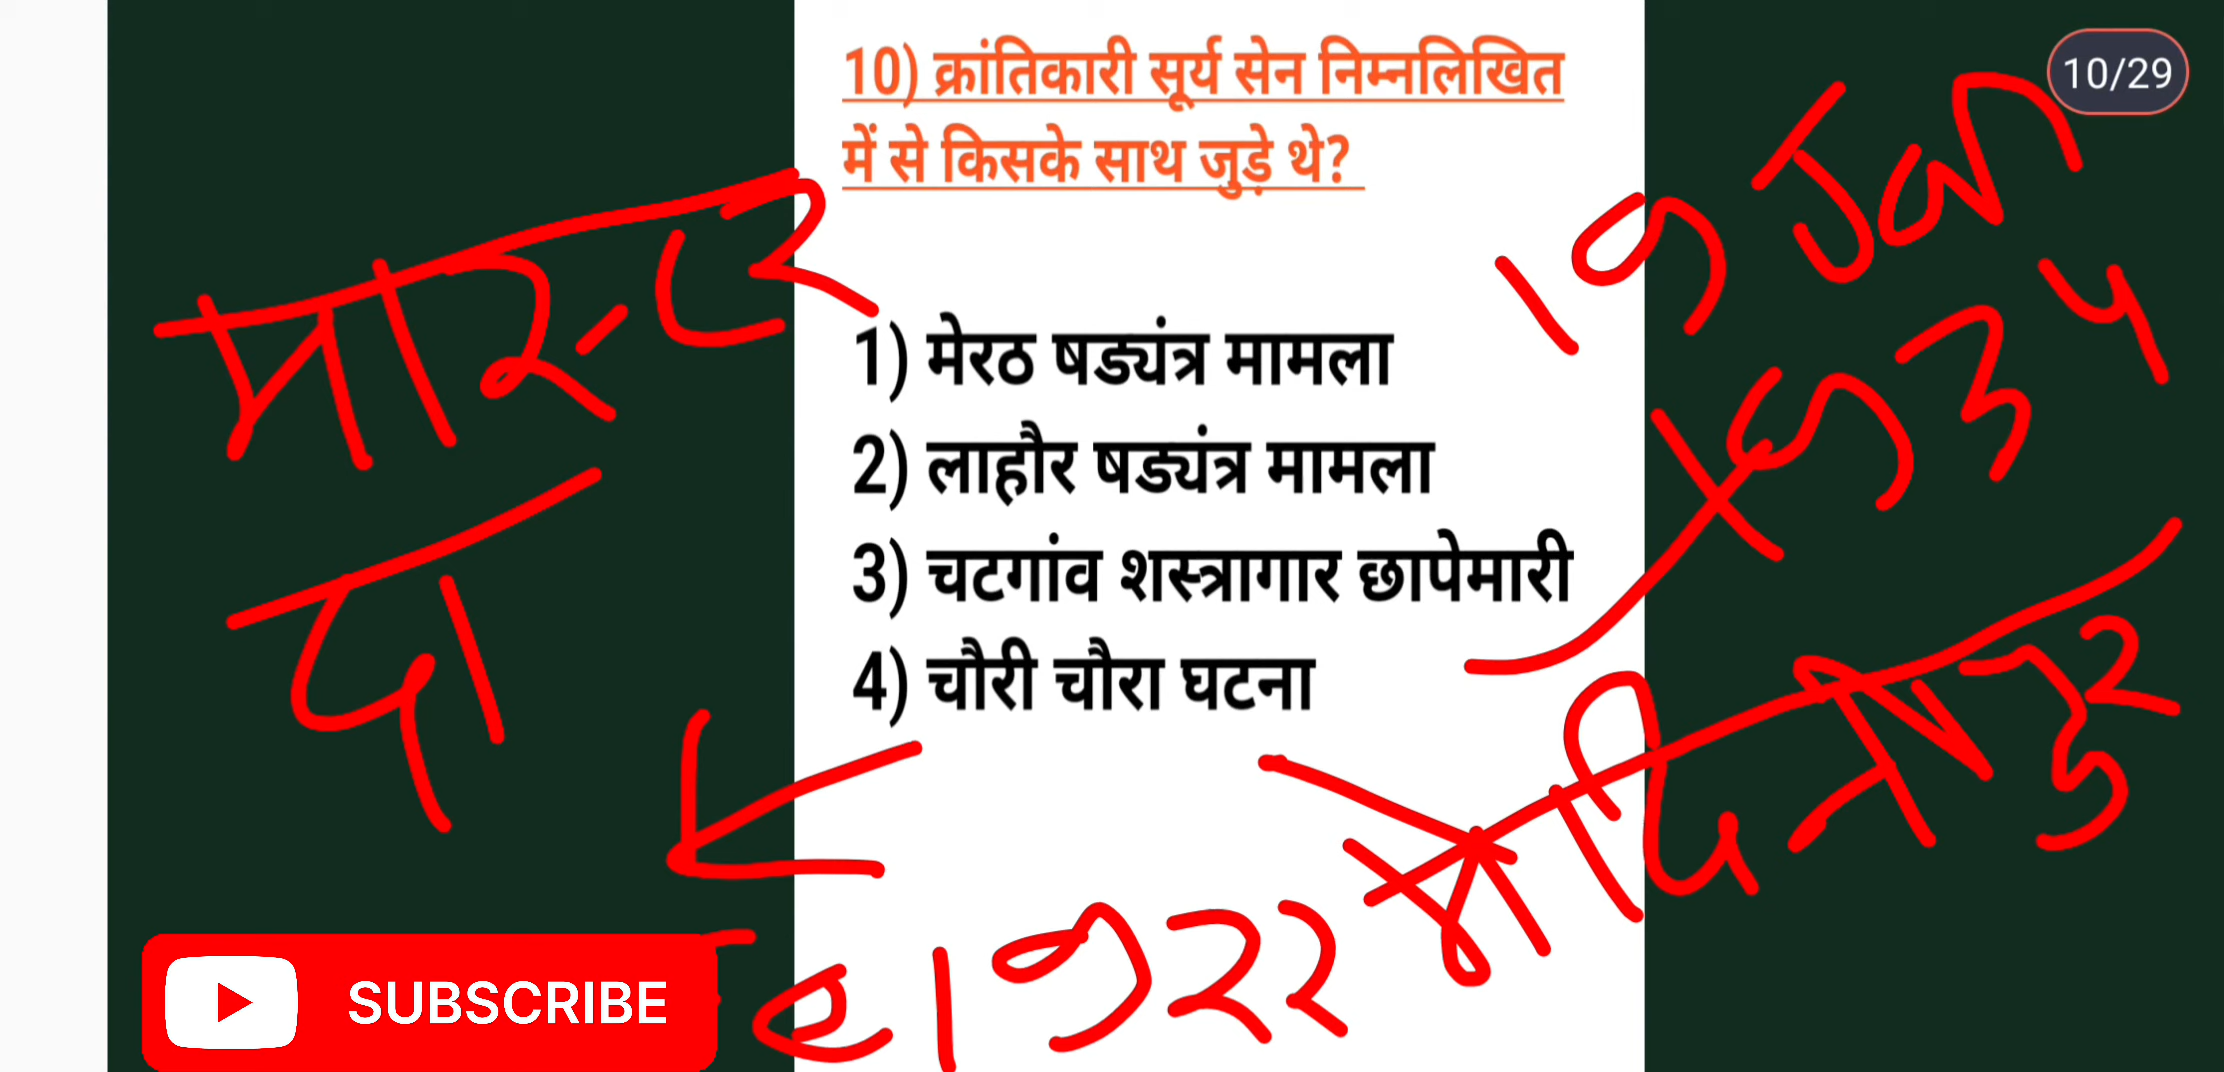 10) क्रांतिकारी सूर्य सेन निम्नलिखित
में से किसके साथ जुड़े थे?
10/29
19 Jan
1934
1) मेरठ षड्यंत्र मामला
2) लाहौर षड्यंत्र मामला
3) चटगांव शस्त्रागार छापेमारी
4) चौरी चौरा घटना
1922
SUBSCRIBE